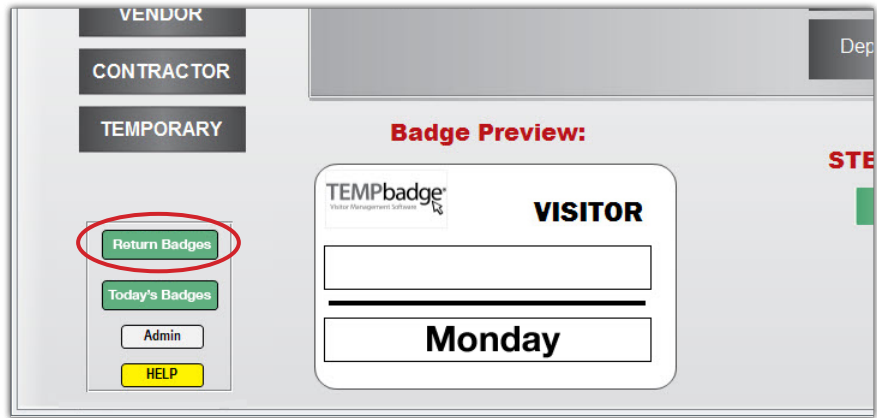 VENDOR
CONTRACTOR
TEMPORARY
Return Badges
Today's Badges
Admin
HELP
Badge Preview:
TEMPbadge
Visitor Management Software
VISITOR
Monday
Dep
STE